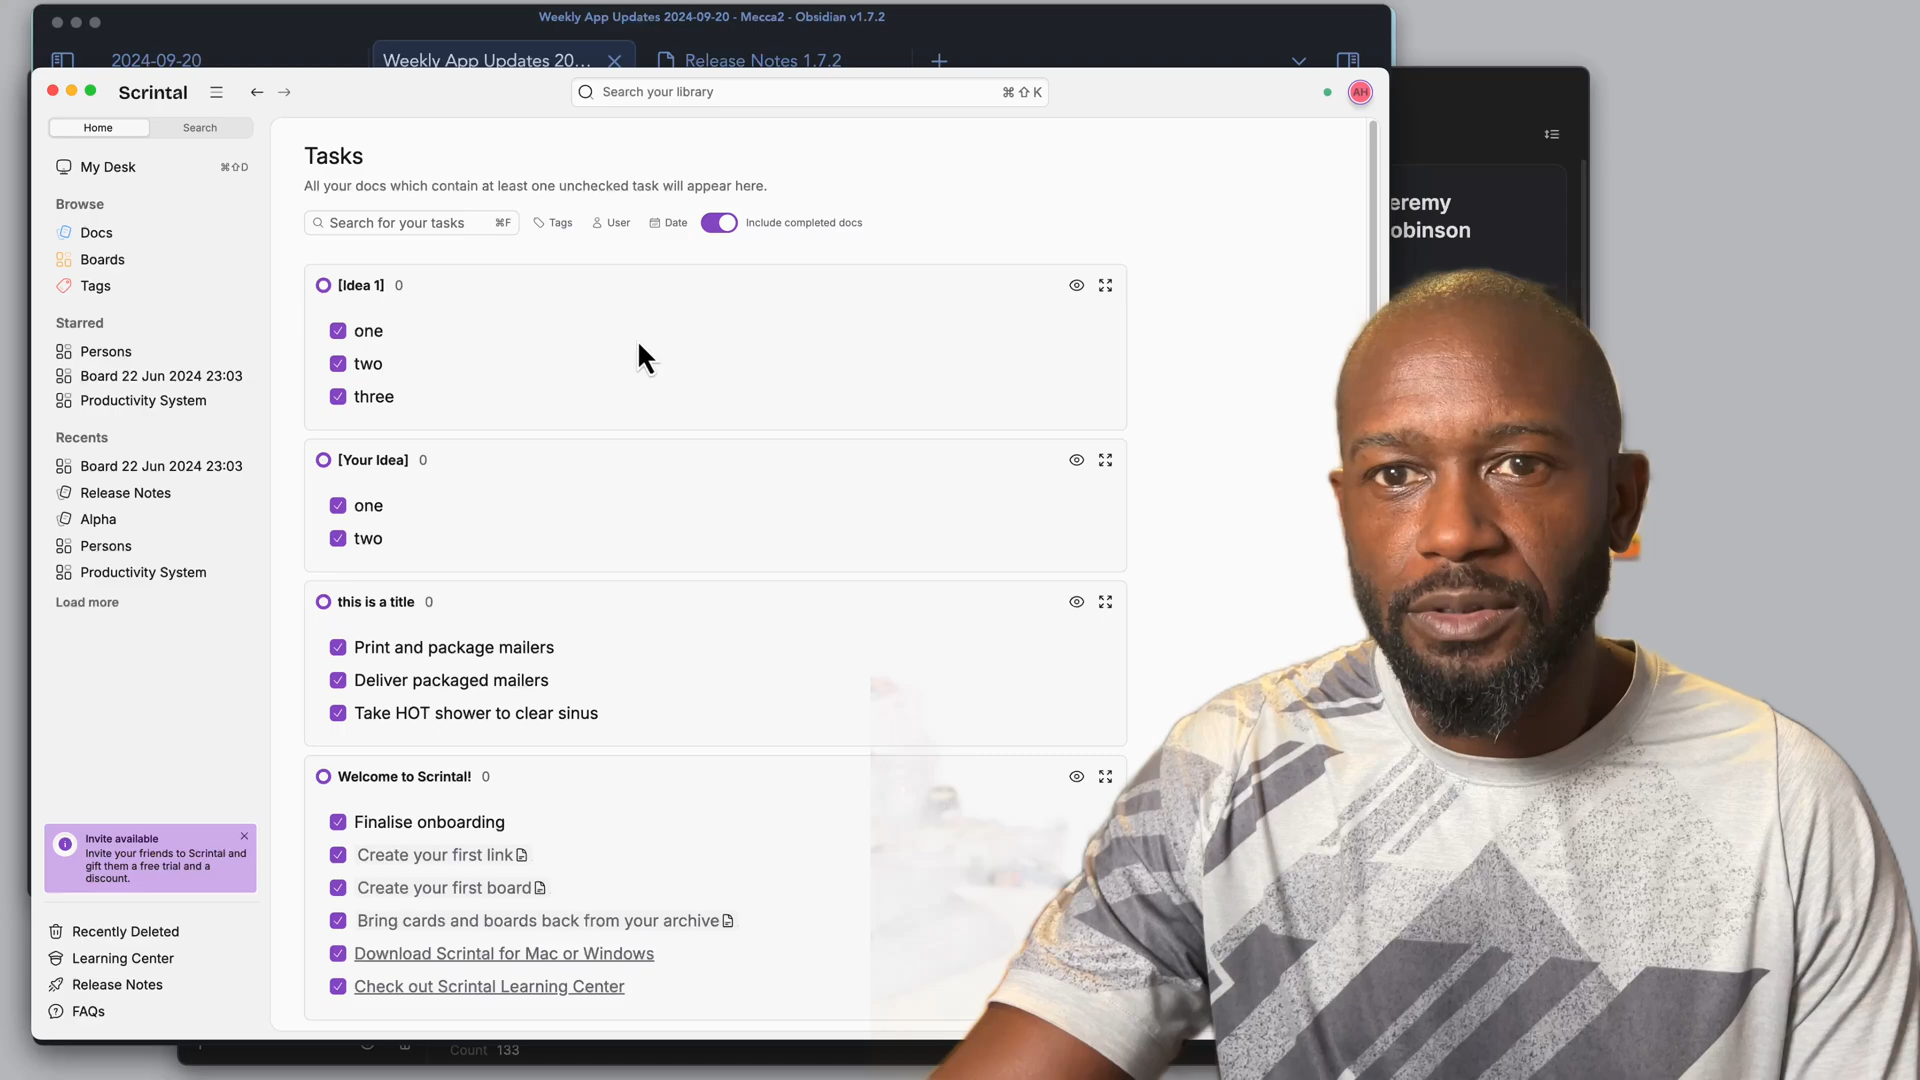 Weekly App Updates 2024-09-20 - Mecca2 - Obsidian v1.7.2
2024-09-20
Weekly App Updates 20...
Release Notes 1.7.2
Scrintal
Search your library
⌘ ⇧ K
AH
Home
Search
My Desk
⌘⇧D
Browse
Docs
Boards
Tags
Starred
Persons
Board 22 Jun 2024 23:03
Productivity System
Recents
Board 22 Jun 2024 23:03
Release Notes
Alpha
Persons
Productivity System
Load more
Invite available
Invite your friends to Scrintal and
gift them a free trial and a
discount.
Recently Deleted
Learning Center
Release Notes
FAQs
Tasks
All your docs which contain at least one unchecked task will appear here.
Search for your tasks
⌘F
Tags
User
Date
Include completed docs
[Idea 1] 0
one
two
three
[Your Idea] 0
one
two
this is a title 0
Print and package mailers
Deliver packaged mailers
Take HOT shower to clear sinus
Welcome to Scrintal! 0
Finalise onboarding
Create your first link
Create your first board
Bring cards and boards back from your archive
Download Scrintal for Mac or Windows
Check out Scrintal Learning Center
eremy
obinson
Count 133